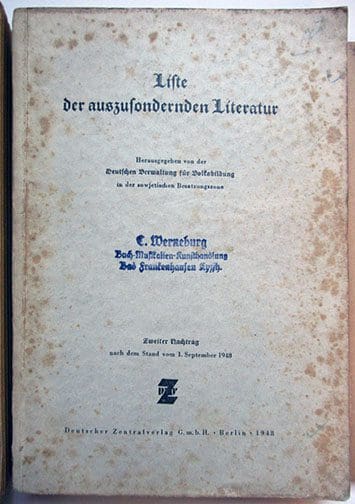 Liste
der auszusondernden Literatur
Herausgegeben von der
Deutschen Verwaltung für Volksbildung
in der sowjetischen Besatzungszone
C. Werneburg
Buch-Musikalien-Kunsthandlung
Bad Frankenhausen Kyffh.
Zweiter Nachtrag
nach dem Stand vom 1. September 1948
Z
Deutscher Zentralverlag G.m.b.H. · Berlin · 1948